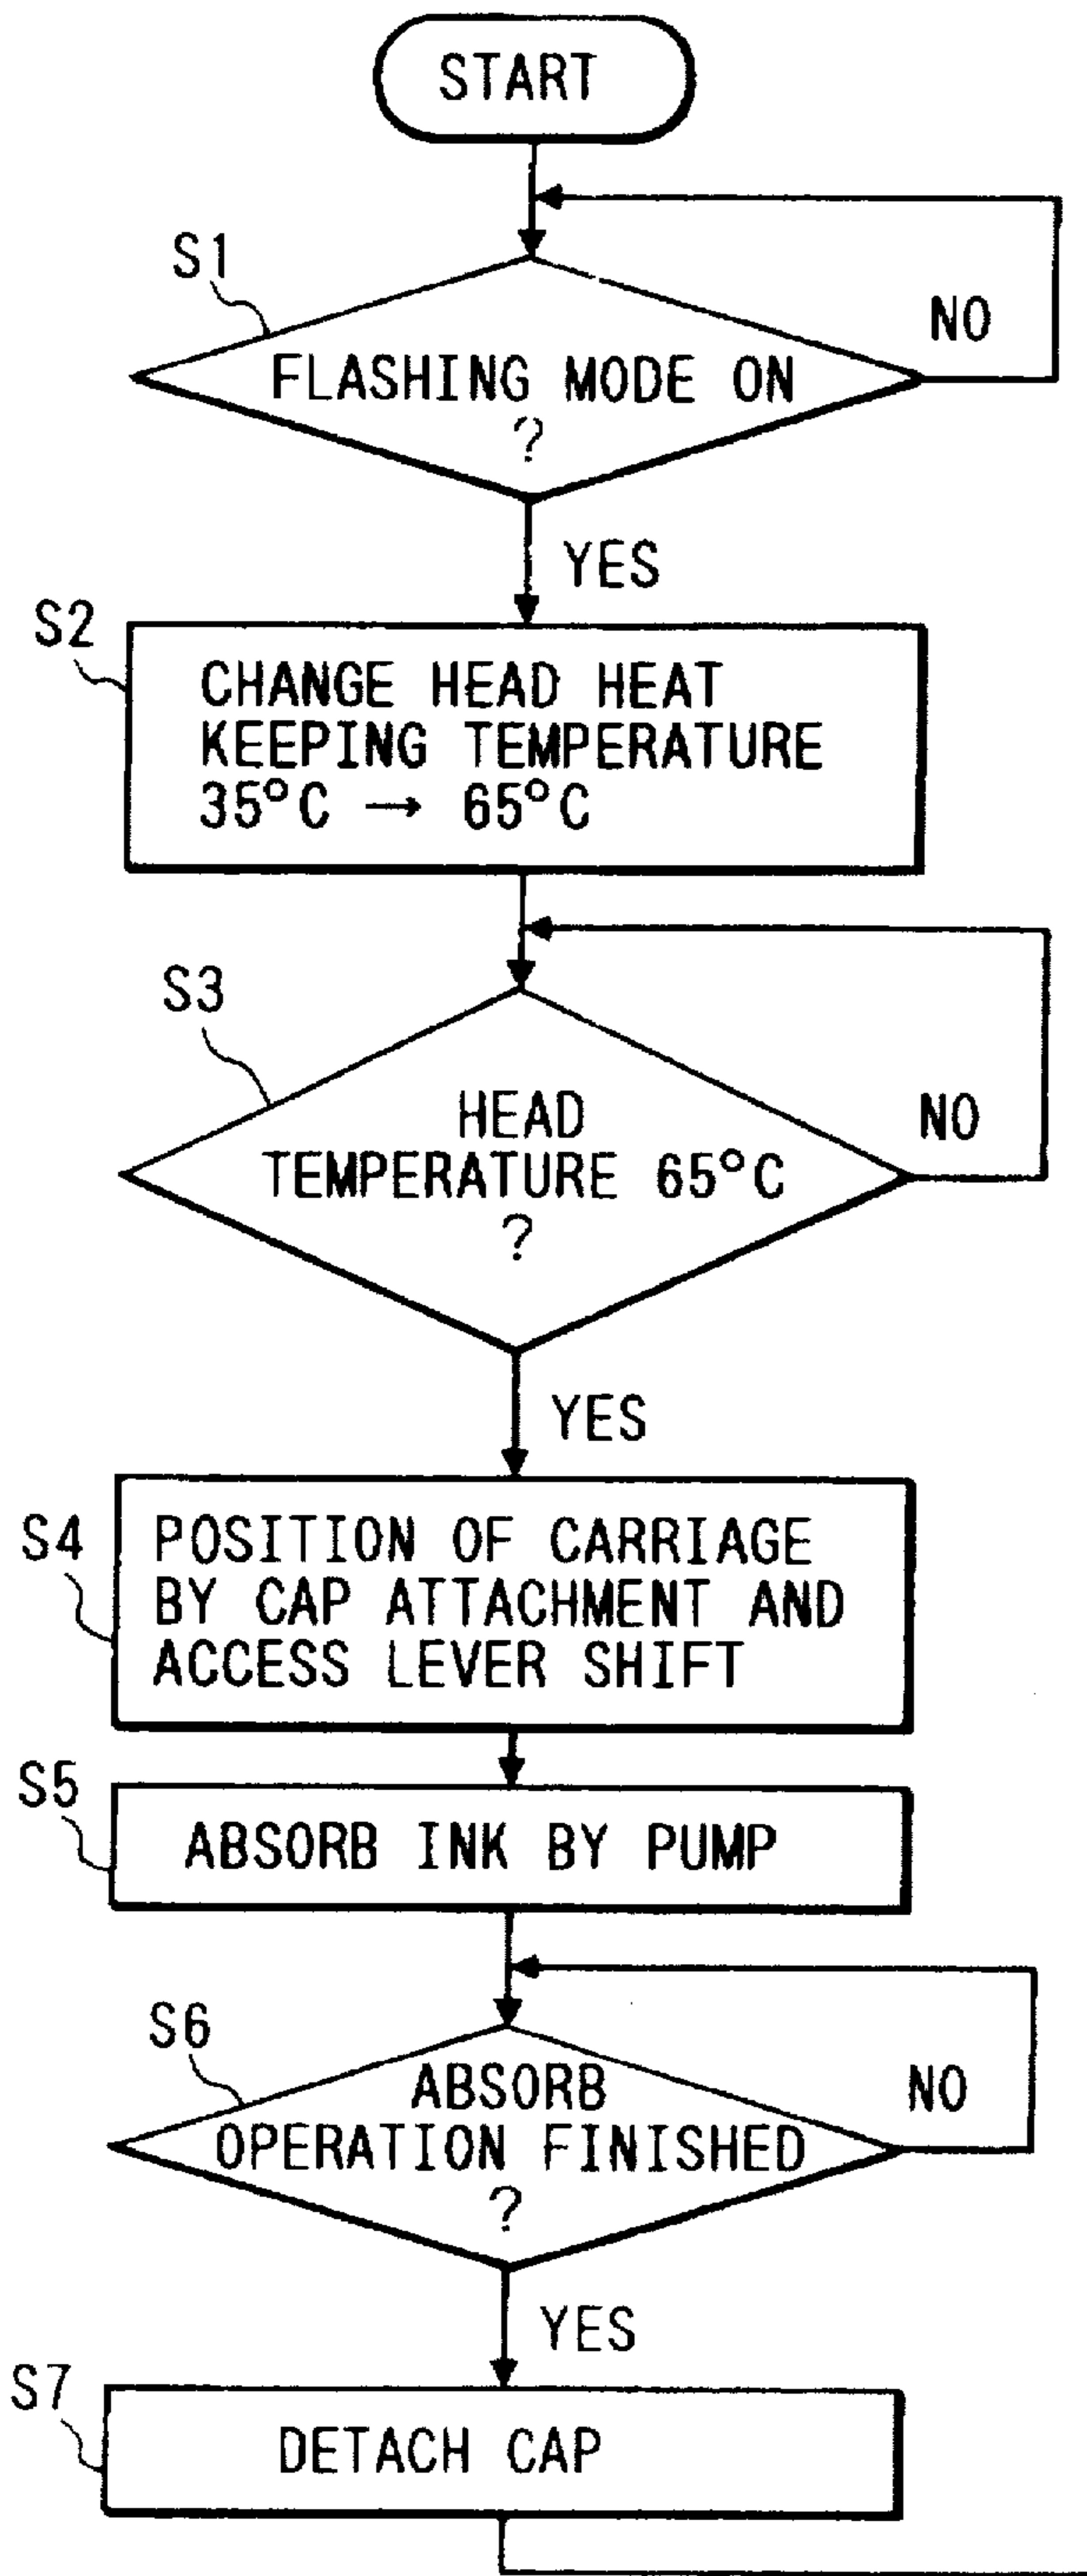 START
S1
FLASHING MODE ON
?
NO
YES
S2
CHANGE HEAD HEAT
KEEPING TEMPERATURE
35°C → 65°C
S3
HEAD
TEMPERATURE 65°C
?
NO
YES
S4
POSITION OF CARRIAGE
BY CAP ATTACHMENT AND
ACCESS LEVER SHIFT
S5
ABSORB INK BY PUMP
S6
ABSORB
OPERATION FINISHED
?
NO
YES
S7
DETACH CAP